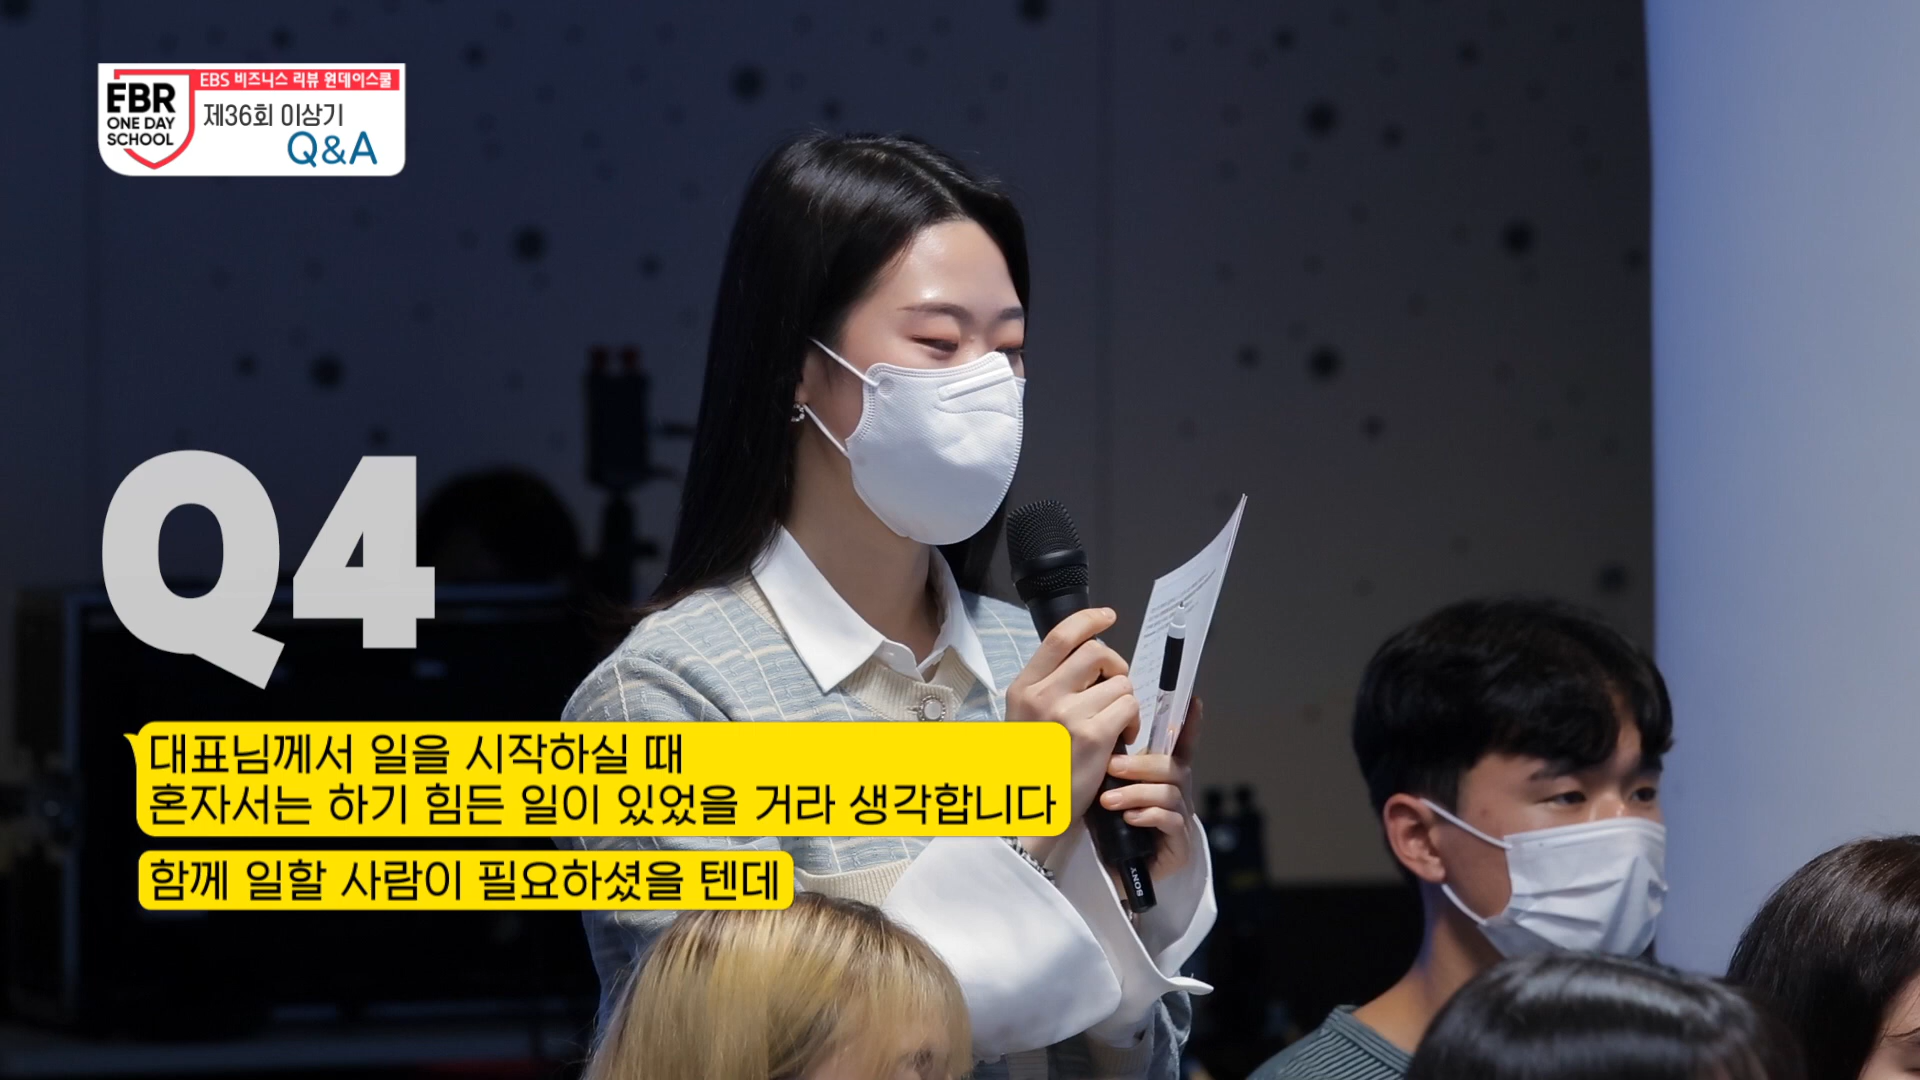 EBR
ONE DAY
SCHOOL
EBS 비즈니스 리뷰 원데이스쿨
제36회 이상기
Q&A
Q4
대표님께서 일을 시작하실 때
혼자서는 하기 힘든 일이 있었을 거라 생각합니다
함께 일할 사람이 필요하셨을 텐데
SONY